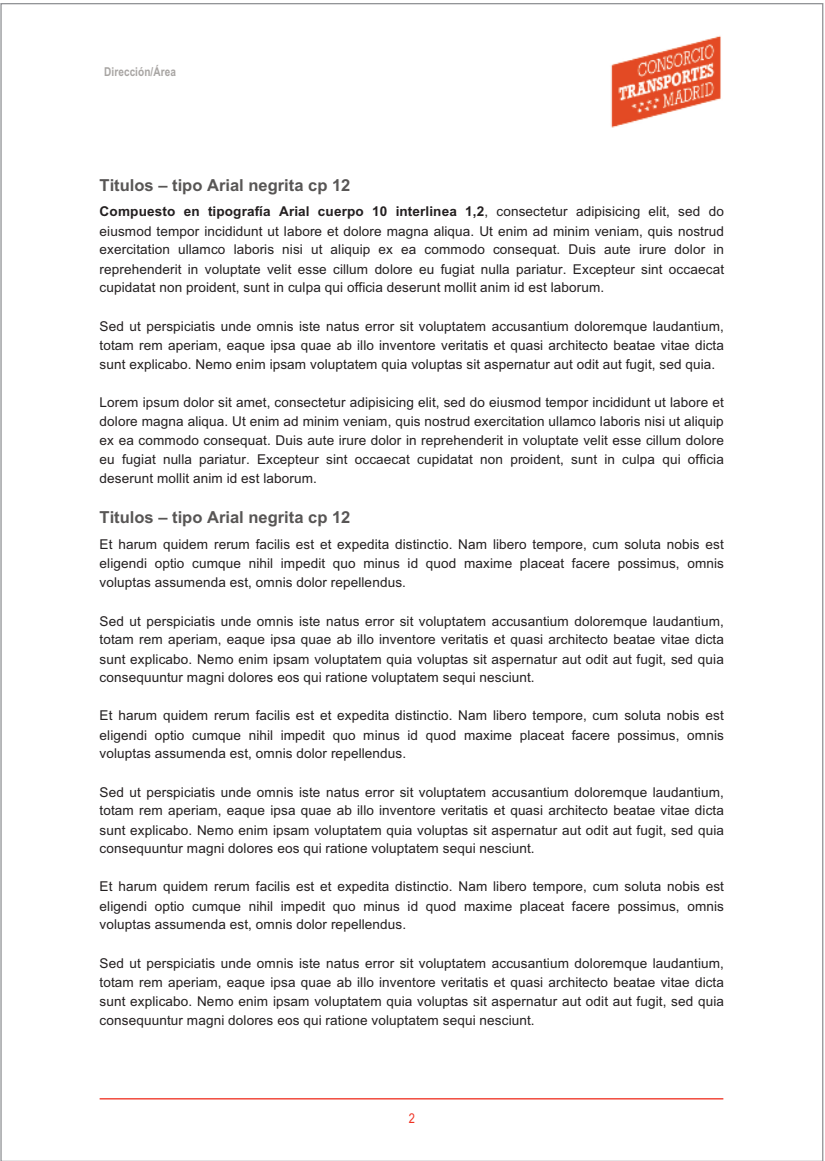 Dirección/Área
CONSORCIO
TRANSPORTES
MADRID
Titulos – tipo Arial negrita cp 12
Compuesto en tipografía Arial cuerpo 10 interlinea 1,2, consectetur adipisicing elit, sed do
eiusmod tempor incididunt ut labore et dolore magna aliqua. Ut enim ad minim veniam, quis nostrud
exercitation ullamco laboris nisi ut aliquip ex ea commodo consequat. Duis aute irure dolor in
reprehenderit in voluptate velit esse cillum dolore eu fugiat nulla pariatur. Excepteur sint occaecat
cupidatat non proident, sunt in culpa qui officia deserunt mollit anim id est laborum.
Sed ut perspiciatis unde omnis iste natus error sit voluptatem accusantium doloremque laudantium,
totam rem aperiam, eaque ipsa quae ab illo inventore veritatis et quasi architecto beatae vitae dicta
sunt explicabo. Nemo enim ipsam voluptatem quia voluptas sit aspernatur aut odit aut fugit, sed quia.
Lorem ipsum dolor sit amet, consectetur adipisicing elit, sed do eiusmod tempor incididunt ut labore et
dolore magna aliqua. Ut enim ad minim veniam, quis nostrud exercitation ullamco laboris nisi ut aliquip
ex ea commodo consequat. Duis aute irure dolor in reprehenderit in voluptate velit esse cillum dolore
eu fugiat nulla pariatur. Excepteur sint occaecat cupidatat non proident, sunt in culpa qui officia
deserunt mollit anim id est laborum.
Titulos – tipo Arial negrita cp 12
Et harum quidem rerum facilis est et expedita distinctio. Nam libero tempore, cum soluta nobis est
eligendi optio cumque nihil impedit quo minus id quod maxime placeat facere possimus, omnis
voluptas assumenda est, omnis dolor repellendus.
Sed ut perspiciatis unde omnis iste natus error sit voluptatem accusantium doloremque laudantium,
totam rem aperiam, eaque ipsa quae ab illo inventore veritatis et quasi architecto beatae vitae dicta
sunt explicabo. Nemo enim ipsam voluptatem quia voluptas sit aspernatur aut odit aut fugit, sed quia
consequuntur magni dolores eos qui ratione voluptatem sequi nesciunt.
Et harum quidem rerum facilis est et expedita distinctio. Nam libero tempore, cum soluta nobis est
eligendi optio cumque nihil impedit quo minus id quod maxime placeat facere possimus, omnis
voluptas assumenda est, omnis dolor repellendus.
Sed ut perspiciatis unde omnis iste natus error sit voluptatem accusantium doloremque laudantium,
totam rem aperiam, eaque ipsa quae ab illo inventore veritatis et quasi architecto beatae vitae dicta
sunt explicabo. Nemo enim ipsam voluptatem quia voluptas sit aspernatur aut odit aut fugit, sed quia
consequuntur magni dolores eos qui ratione voluptatem sequi nesciunt.
Et harum quidem rerum facilis est et expedita distinctio. Nam libero tempore, cum soluta nobis est
eligendi optio cumque nihil impedit quo minus id quod maxime placeat facere possimus, omnis
voluptas assumenda est, omnis dolor repellendus.
Sed ut perspiciatis unde omnis iste natus error sit voluptatem accusantium doloremque laudantium,
totam rem aperiam, eaque ipsa quae ab illo inventore veritatis et quasi architecto beatae vitae dicta
sunt explicabo. Nemo enim ipsam voluptatem quia voluptas sit aspernatur aut odit aut fugit, sed quia
consequuntur magni dolores eos qui ratione voluptatem sequi nesciunt.
2